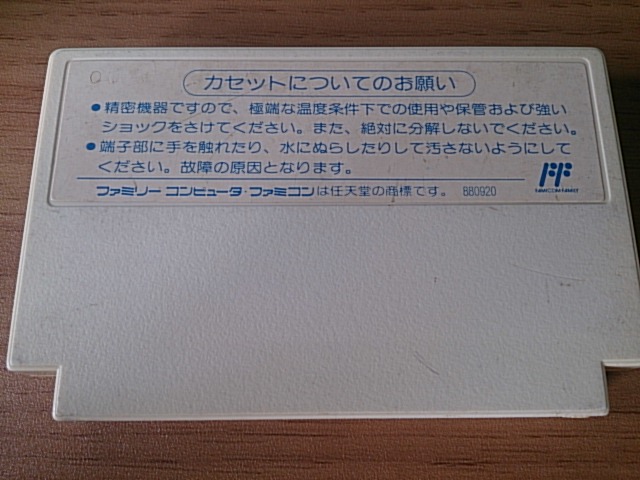 カセットについてのお願い
●精密機器ですので、極端な温度条件下での使用や保管および強い
ショックをさけてください。また、絶対に分解しないでください。
●端子部に手を触れたり、水にぬらしたりして汚さないようにして
ください。故障の原因となります。
ファミリーコンピュータ・ファミコンは任天堂の商標です。 880920
FAMICOM FAMILY